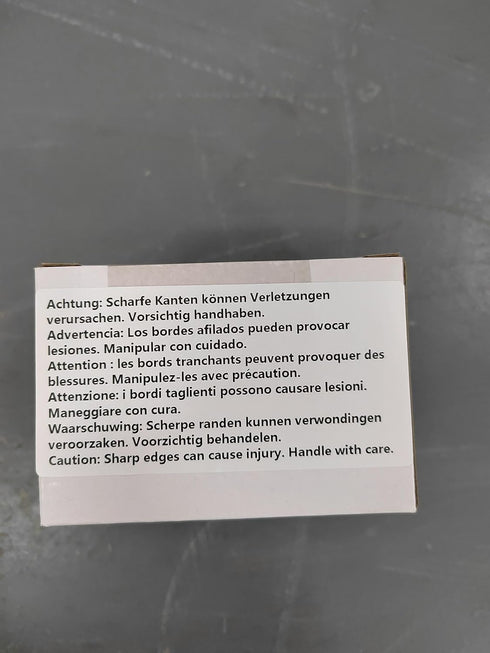 Achtung: Scharfe Kanten können Verletzungen
verursachen. Vorsichtig handhaben.
Advertencia: Los bordes afilados pueden provocar
lesiones. Manipular con cuidado.
Attention : les bords tranchants peuvent provoquer des
blessures. Manipulez-les avec précaution.
Attenzione: i bordi taglienti possono causare lesioni.
Maneggiare con cura.
Waarschuwing: Scherpe randen kunnen verwondingen
veroorzaken. Voorzichtig behandelen.
Caution: Sharp edges can cause injury. Handle with care.